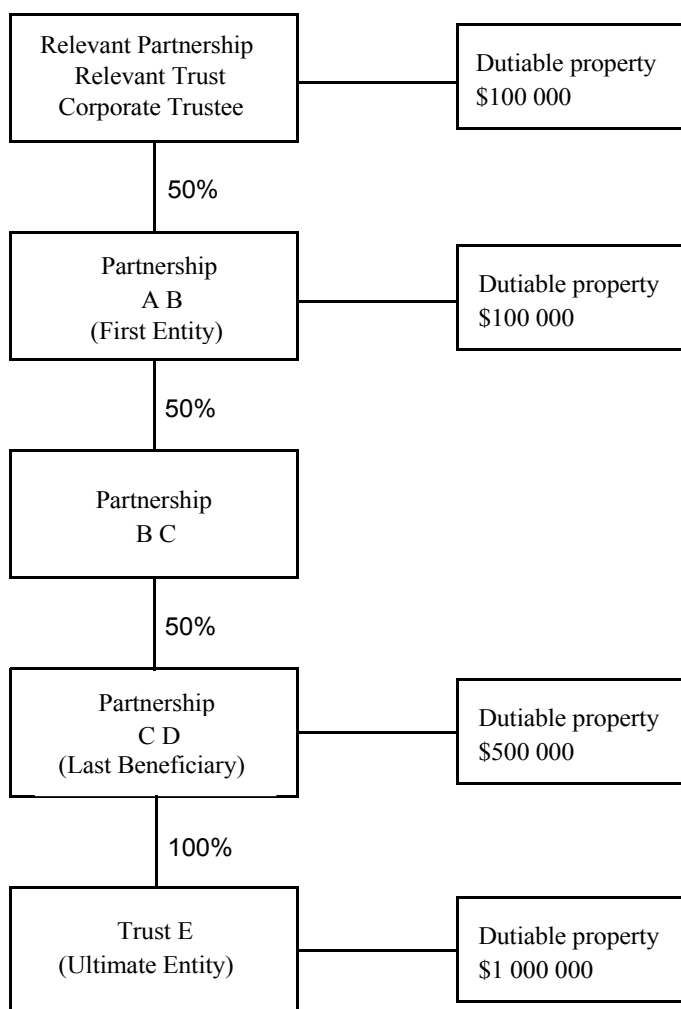 Relevant Partnership
Relevant Trust
Corporate Trustee
Dutiable property
$100 000
50%
Partnership
A B
(First Entity)
Dutiable property
$100 000
50%
Partnership
B C
50%
Partnership
C D
(Last Beneficiary)
Dutiable property
$500 000
100%
Trust E
(Ultimate Entity)
Dutiable property
$1 000 000